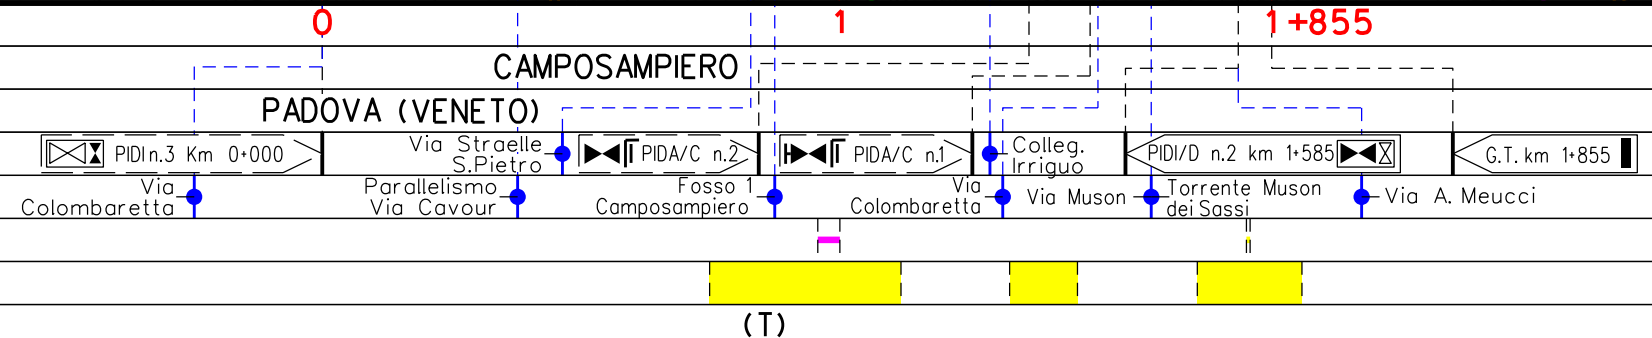 0 1 1+855
CAMPOSAMPIERO
PADOVA (VENETO)
PIDI n.3 Km 0+000
Via Straelle
S.Pietro
PIDA/C n.2
PIDA/C n.1
Colleg.
Irriguo
PIDI/D n.2 km 1+585
G.T. km 1+855
Via
Colombaretta
Parallelismo
Via Cavour
Fosso 1
Camposampiero
Via
Colombaretta
Via Muson
Torrente Muson
dei Sassi
Via A. Meucci
(T)